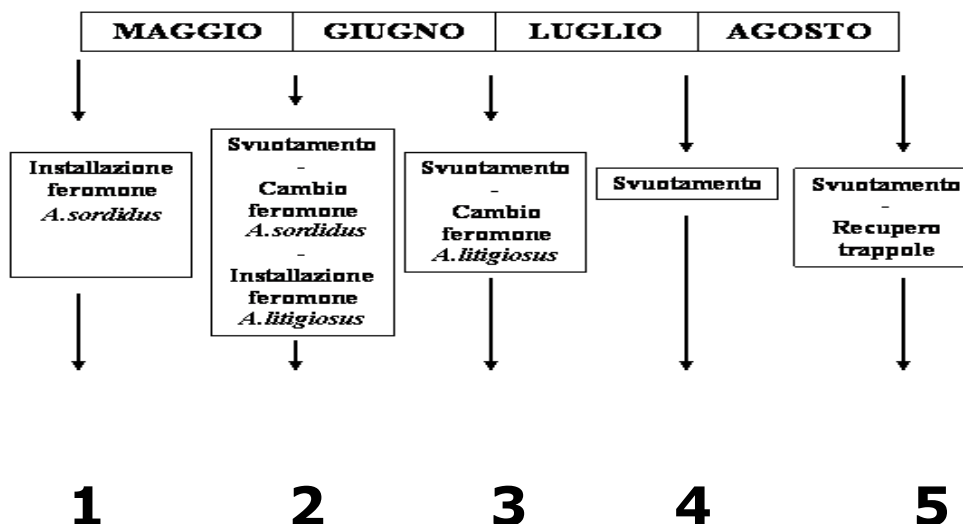 MAGGIO GIUGNO LUGLIO AGOSTO
Installazione
feromone
A.sordidus
Svuotamento
-
Cambio
feromone
A.sordidus
-
Installazione
feromone
A.litigiosus
Svuotamento
-
Cambio
feromone
A.litigiosus
Svuotamento
Svuotamento
-
Recupero
trappole
1 2 3 4 5